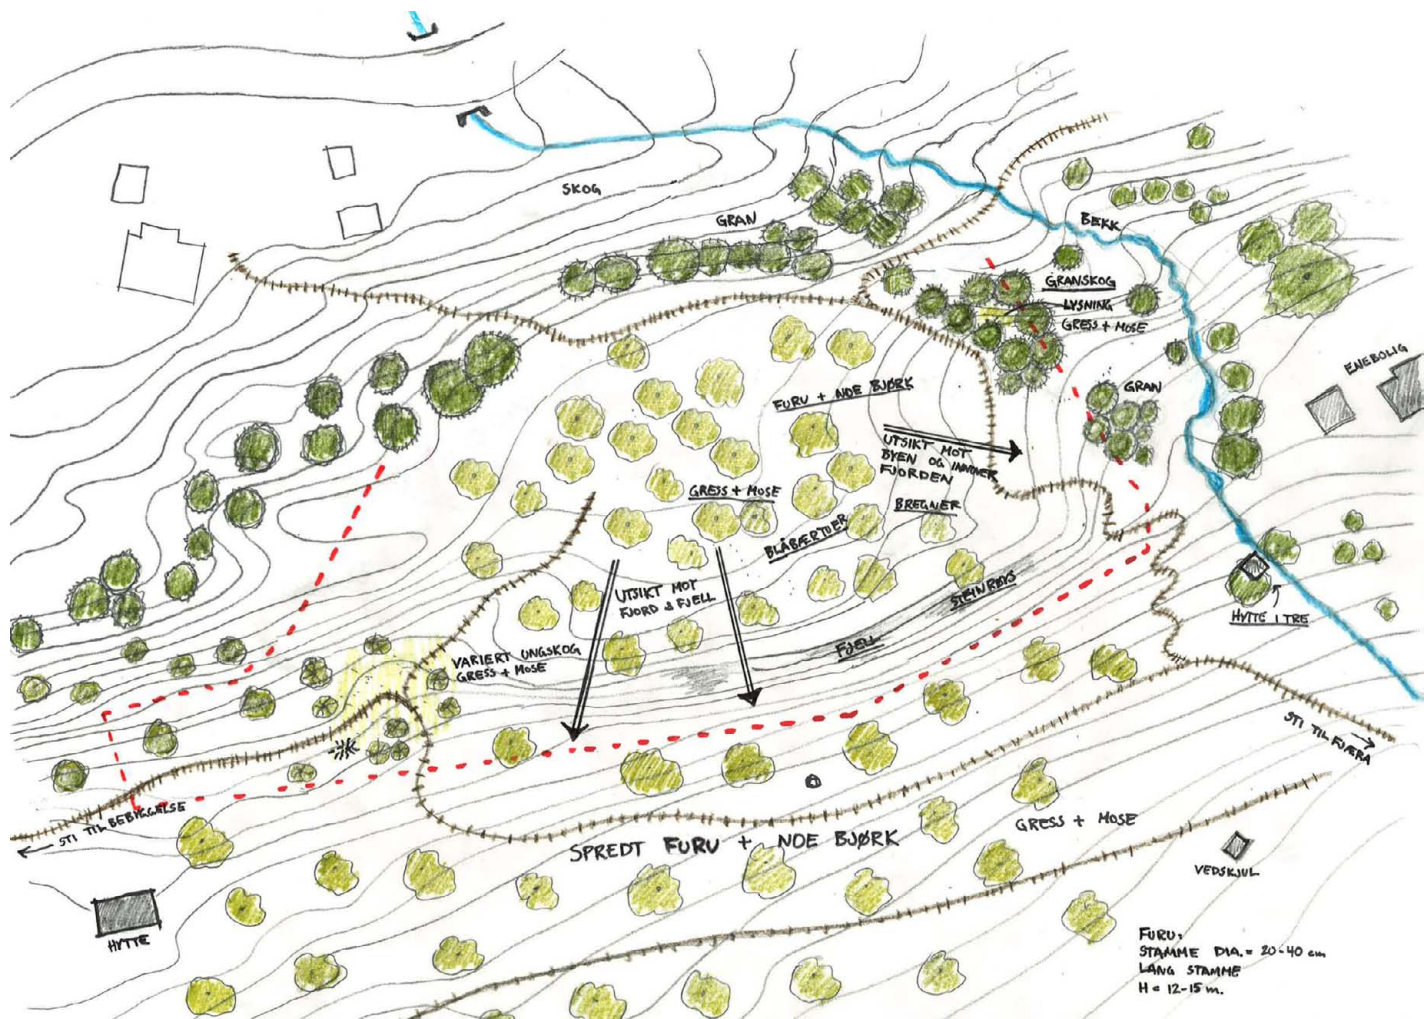 SKOG
GRAN
BEKK
GRANSKOG
LYSNING
GRESS + MOSE
ENEBOLIG
GRAN
FURU + NOE BJØRK
UTSIKT MOT
BYEN OG INDNER
FJORDEN
GRESS + MOSE
BREGNER
BLÅBÆRTUER
STEINRØYS
UTSIKT MOT
FJORD & FJELL
HYTTE I TRE
FJELL
VARIERT UNGSKOG
GRESS + MOSE
STI TIL FJÆRA
STI TIL BEBYGGELSE
GRESS + MOSE
SPREDT FURU + NOE BJØRK
VEDSKJUL
HYTTE
FURU:
STAMME DIA. = 20-40 cm
LANG STAMME
H = 12-15 m.